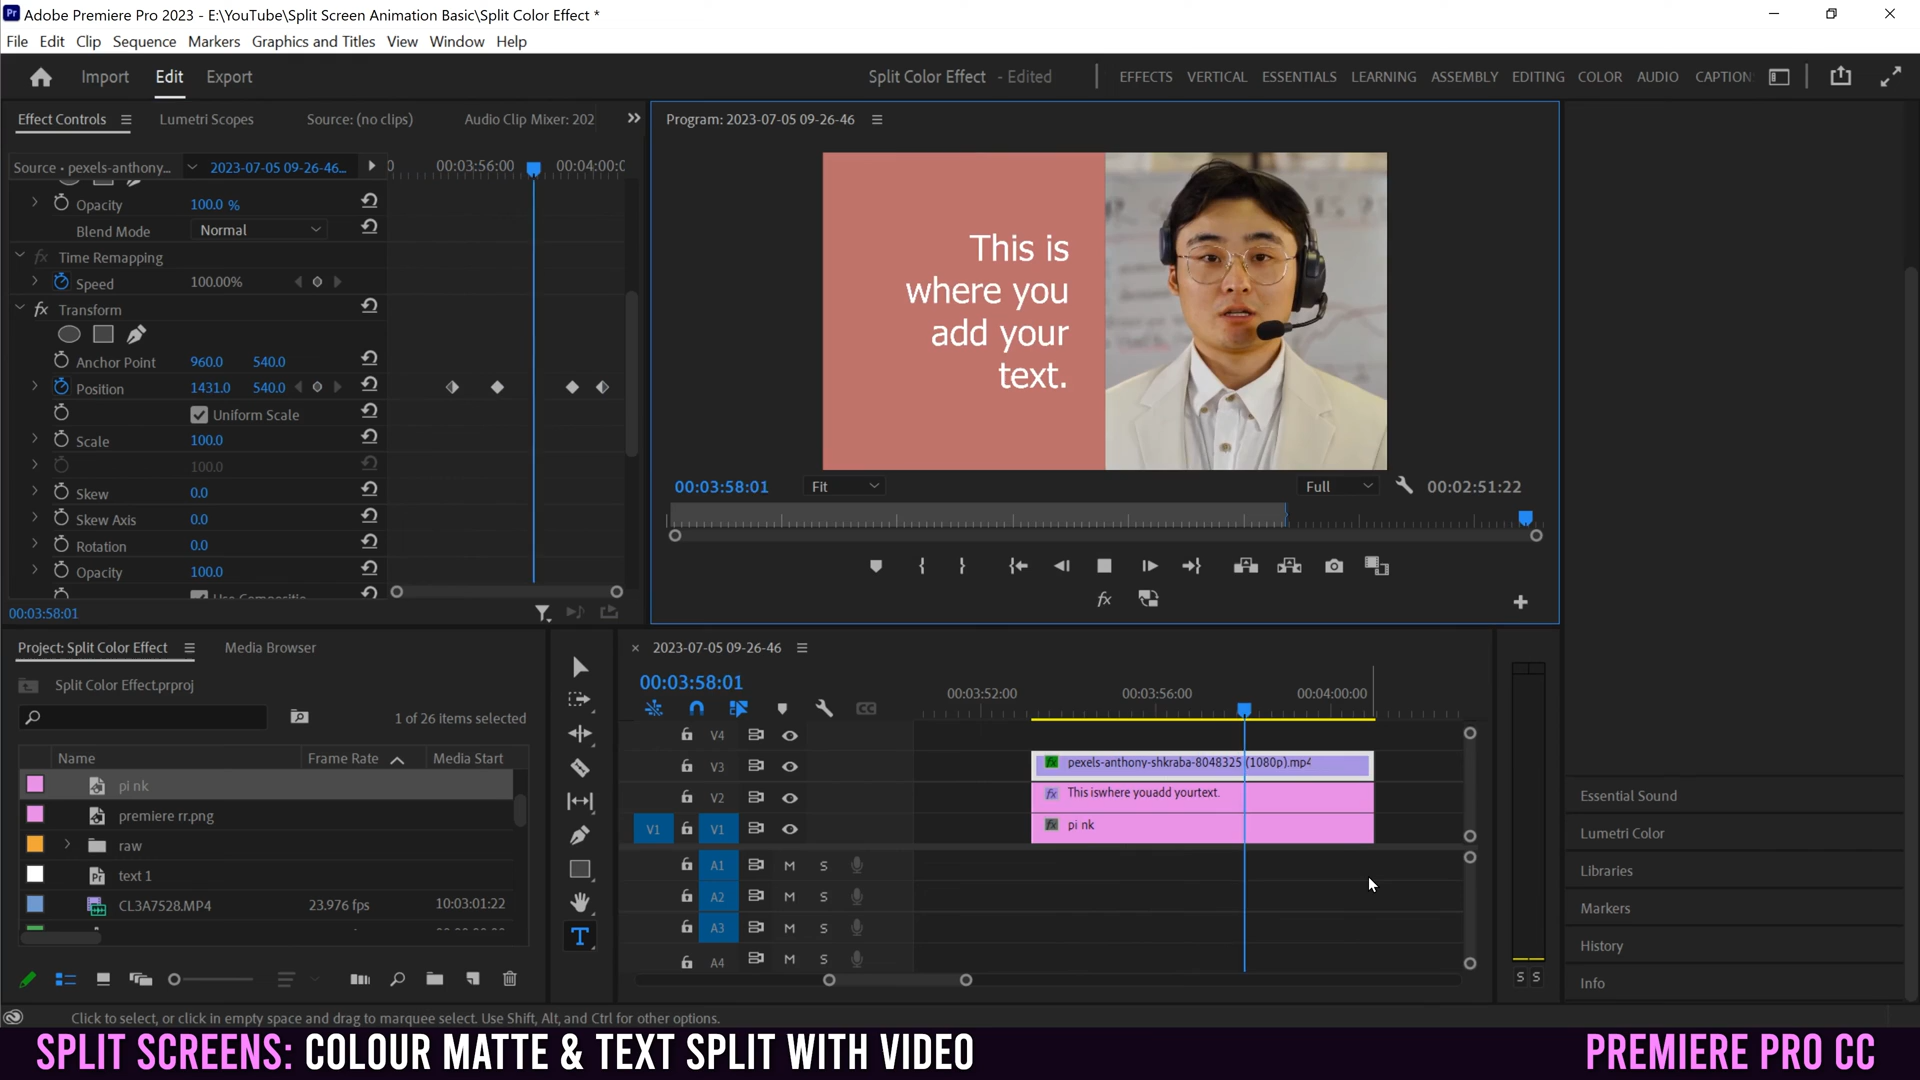 Adobe Premiere Pro 2023 - E:\YouTube\Split Screen Animation Basic\Split Color Effect *
File Edit Clip Sequence Markers Graphics and Titles View Window Help
Import Edit Export Split Color Effect - Edited EFFECTS VERTICAL ESSENTIALS LEARNING ASSEMBLY EDITING COLOR AUDIO CAPTION
Effect Controls Lumetri Scopes Source: (no clips) Audio Clip Mixer: 202 Program: 2023-07-05 09-26-46
Source • pexels-anthony... 2023-07-05 09-26-46... 00:03:56:00
Opacity 100.0 %
Blend Mode Normal
fx Time Remapping
Speed 100.00%
fx Transform
Anchor Point 960.0 540.0
Position 1431.0 540.0
Uniform Scale
Scale 100.0
100.0
Skew 0.0
Skew Axis 0.0
Rotation 0.0
Opacity 100.0
00:03:58:01
This is
where you
add your
text.
00:03:58:01 Fit Full 00:02:51:22
fx
Project: Split Color Effect Media Browser
Split Color Effect.prproj
1 of 26 items selected
Name Frame Rate Media Start
pi nk
premiere rr.png
raw
text 1
CL3A7528.MP4 23.976 fps 10:03:01:22
T
2023-07-05 09-26-46
00:03:58:01
00:03:52:00 00:03:56:00 00:04:00:00
CC
V4
V3 fx pexels-anthony-shkraba-8048325 (1080p).mp4
V2 fx This iswhere youadd yourtext.
V1 V1 fx pi nk
A1 M S
A2 M S
A3 M S
A4 M S
S S
Essential Sound
Lumetri Color
Libraries
Markers
History
Info
Click to select, or click in empty space and drag to marquee select. Use Shift, Alt, and Ctrl for other options.
SPLIT SCREENS: COLOUR MATTE & TEXT SPLIT WITH VIDEO PREMIERE PRO CC